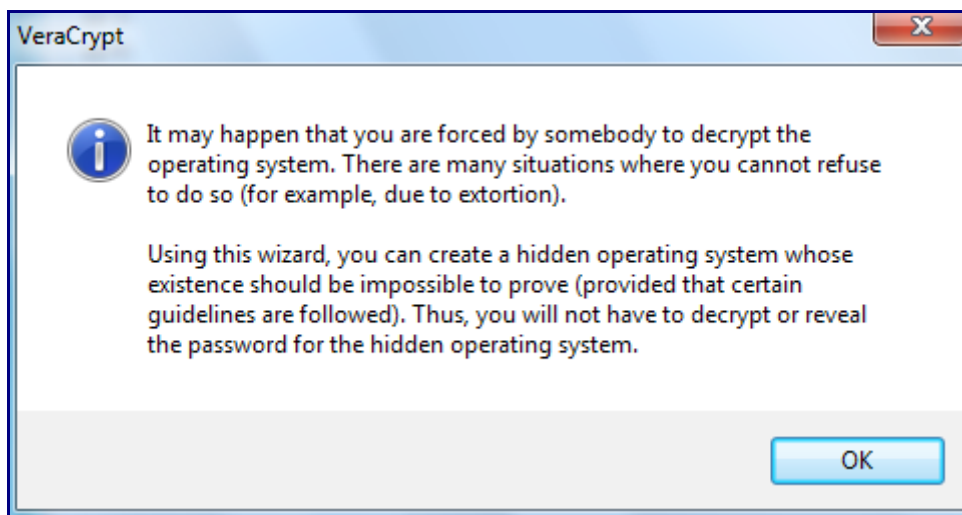 VeraCrypt
It may happen that you are forced by somebody to decrypt the
operating system. There are many situations where you cannot refuse
to do so (for example, due to extortion).
Using this wizard, you can create a hidden operating system whose
existence should be impossible to prove (provided that certain
guidelines are followed). Thus, you will not have to decrypt or reveal
the password for the hidden operating system.
OK